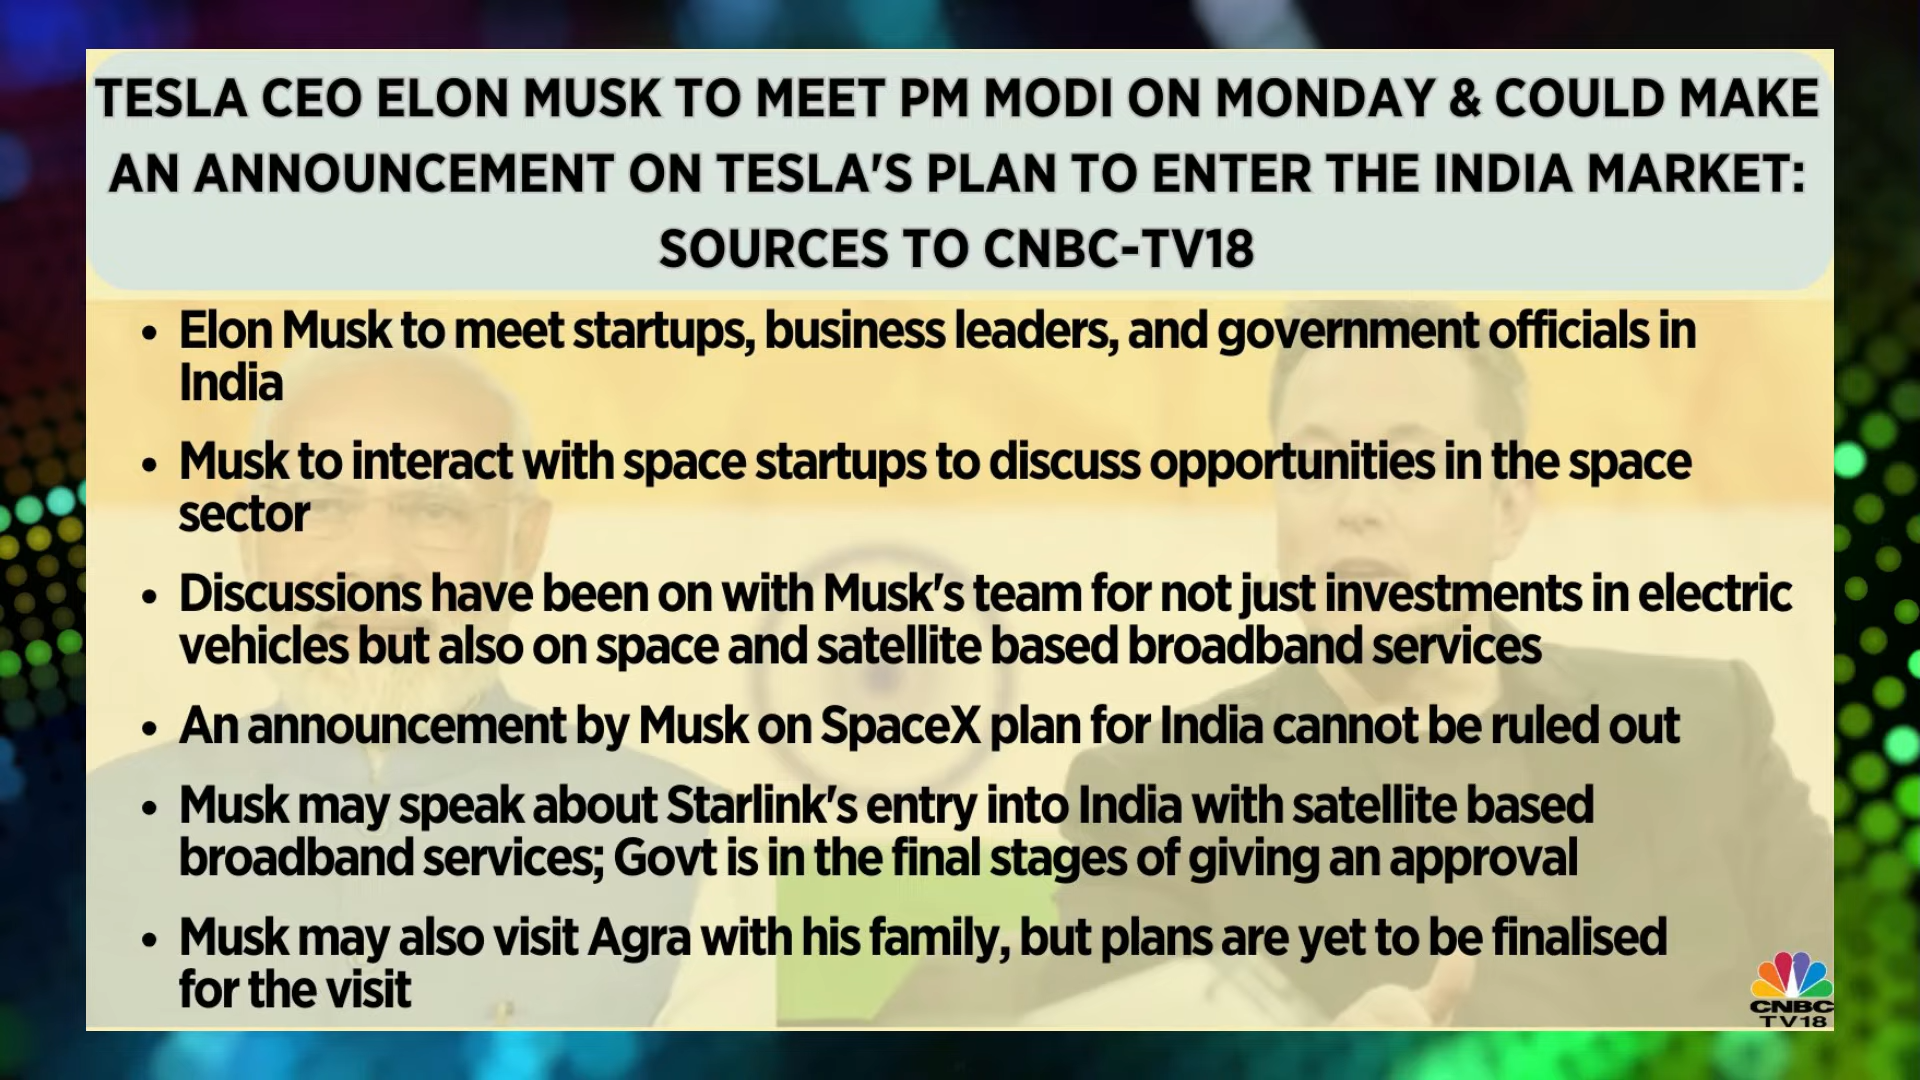 TESLA CEO ELON MUSK TO MEET PM MODI ON MONDAY & COULD MAKE
AN ANNOUNCEMENT ON TESLA'S PLAN TO ENTER THE INDIA MARKET:
SOURCES TO CNBC-TV18
• Elon Musk to meet startups, business leaders, and government officials in
India
• Musk to interact with space startups to discuss opportunities in the space
sector
• Discussions have been on with Musk's team for not just investments in electric
vehicles but also on space and satellite based broadband services
• An announcement by Musk on SpaceX plan for India cannot be ruled out
• Musk may speak about Starlink's entry into India with satellite based
broadband services; Govt is in the final stages of giving an approval
• Musk may also visit Agra with his family, but plans are yet to be finalised
for the visit
CNBC
TV18